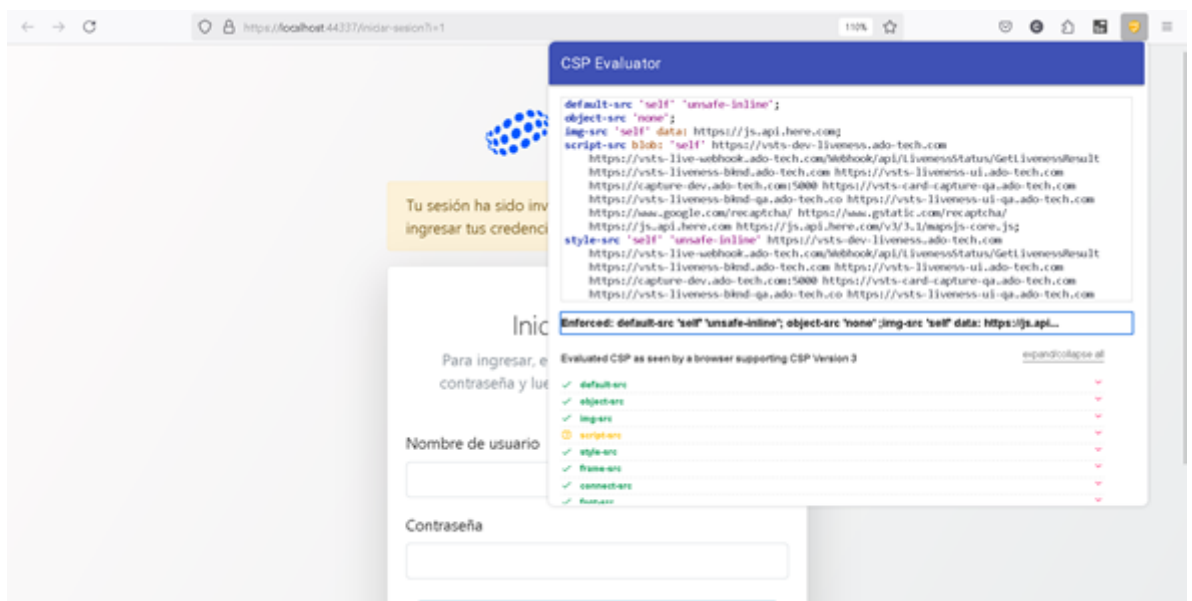 https://localhost:44337/iniciar-sesion?i=1
110%
CSP Evaluator
default-src 'self' 'unsafe-inline';
object-src 'none';
img-src 'self' data: https://js.api.here.com;
script-src blob: 'self' https://vsts-dev-liveness.ado-tech.com
https://vsts-live-webhook.ado-tech.com/Webhook/api/LivenessStatus/GetLivenessResult
https://vsts-liveness-bknd.ado-tech.com https://vsts-liveness-ui.ado-tech.com
https://capture-dev.ado-tech.com:5000 https://vsts-card-capture-qa.ado-tech.com
https://vsts-liveness-bknd-qa.ado-tech.co https://vsts-liveness-ui-qa.ado-tech.com
https://www.google.com/recaptcha/ https://www.gstatic.com/recaptcha/
https://js.api.here.com https://js.api.here.com/v3/3.1/mapsjs-core.js;
style-src 'self' 'unsafe-inline' https://vsts-dev-liveness.ado-tech.com
https://vsts-live-webhook.ado-tech.com/Webhook/api/LivenessStatus/GetLivenessResult
https://vsts-liveness-bknd.ado-tech.com https://vsts-liveness-ui.ado-tech.com
https://capture-dev.ado-tech.com:5000 https://vsts-card-capture-qa.ado-tech.com
https://vsts-liveness-bknd-qa.ado-tech.co https://vsts-liveness-ui-qa.ado-tech.com
Enforced: default-src 'self' 'unsafe-inline'; object-src 'none' ;img-src 'self' data: https://js.api...
Evaluated CSP as seen by a browser supporting CSP Version 3
expand/collapse all
default-src
object-src
img-src
script-src
style-src
frame-src
connect-src
font-src
Tu sesión ha sido inv
ingresar tus credenci
Inic
Para ingresar, e
contraseña y lue
Nombre de usuario
Contraseña